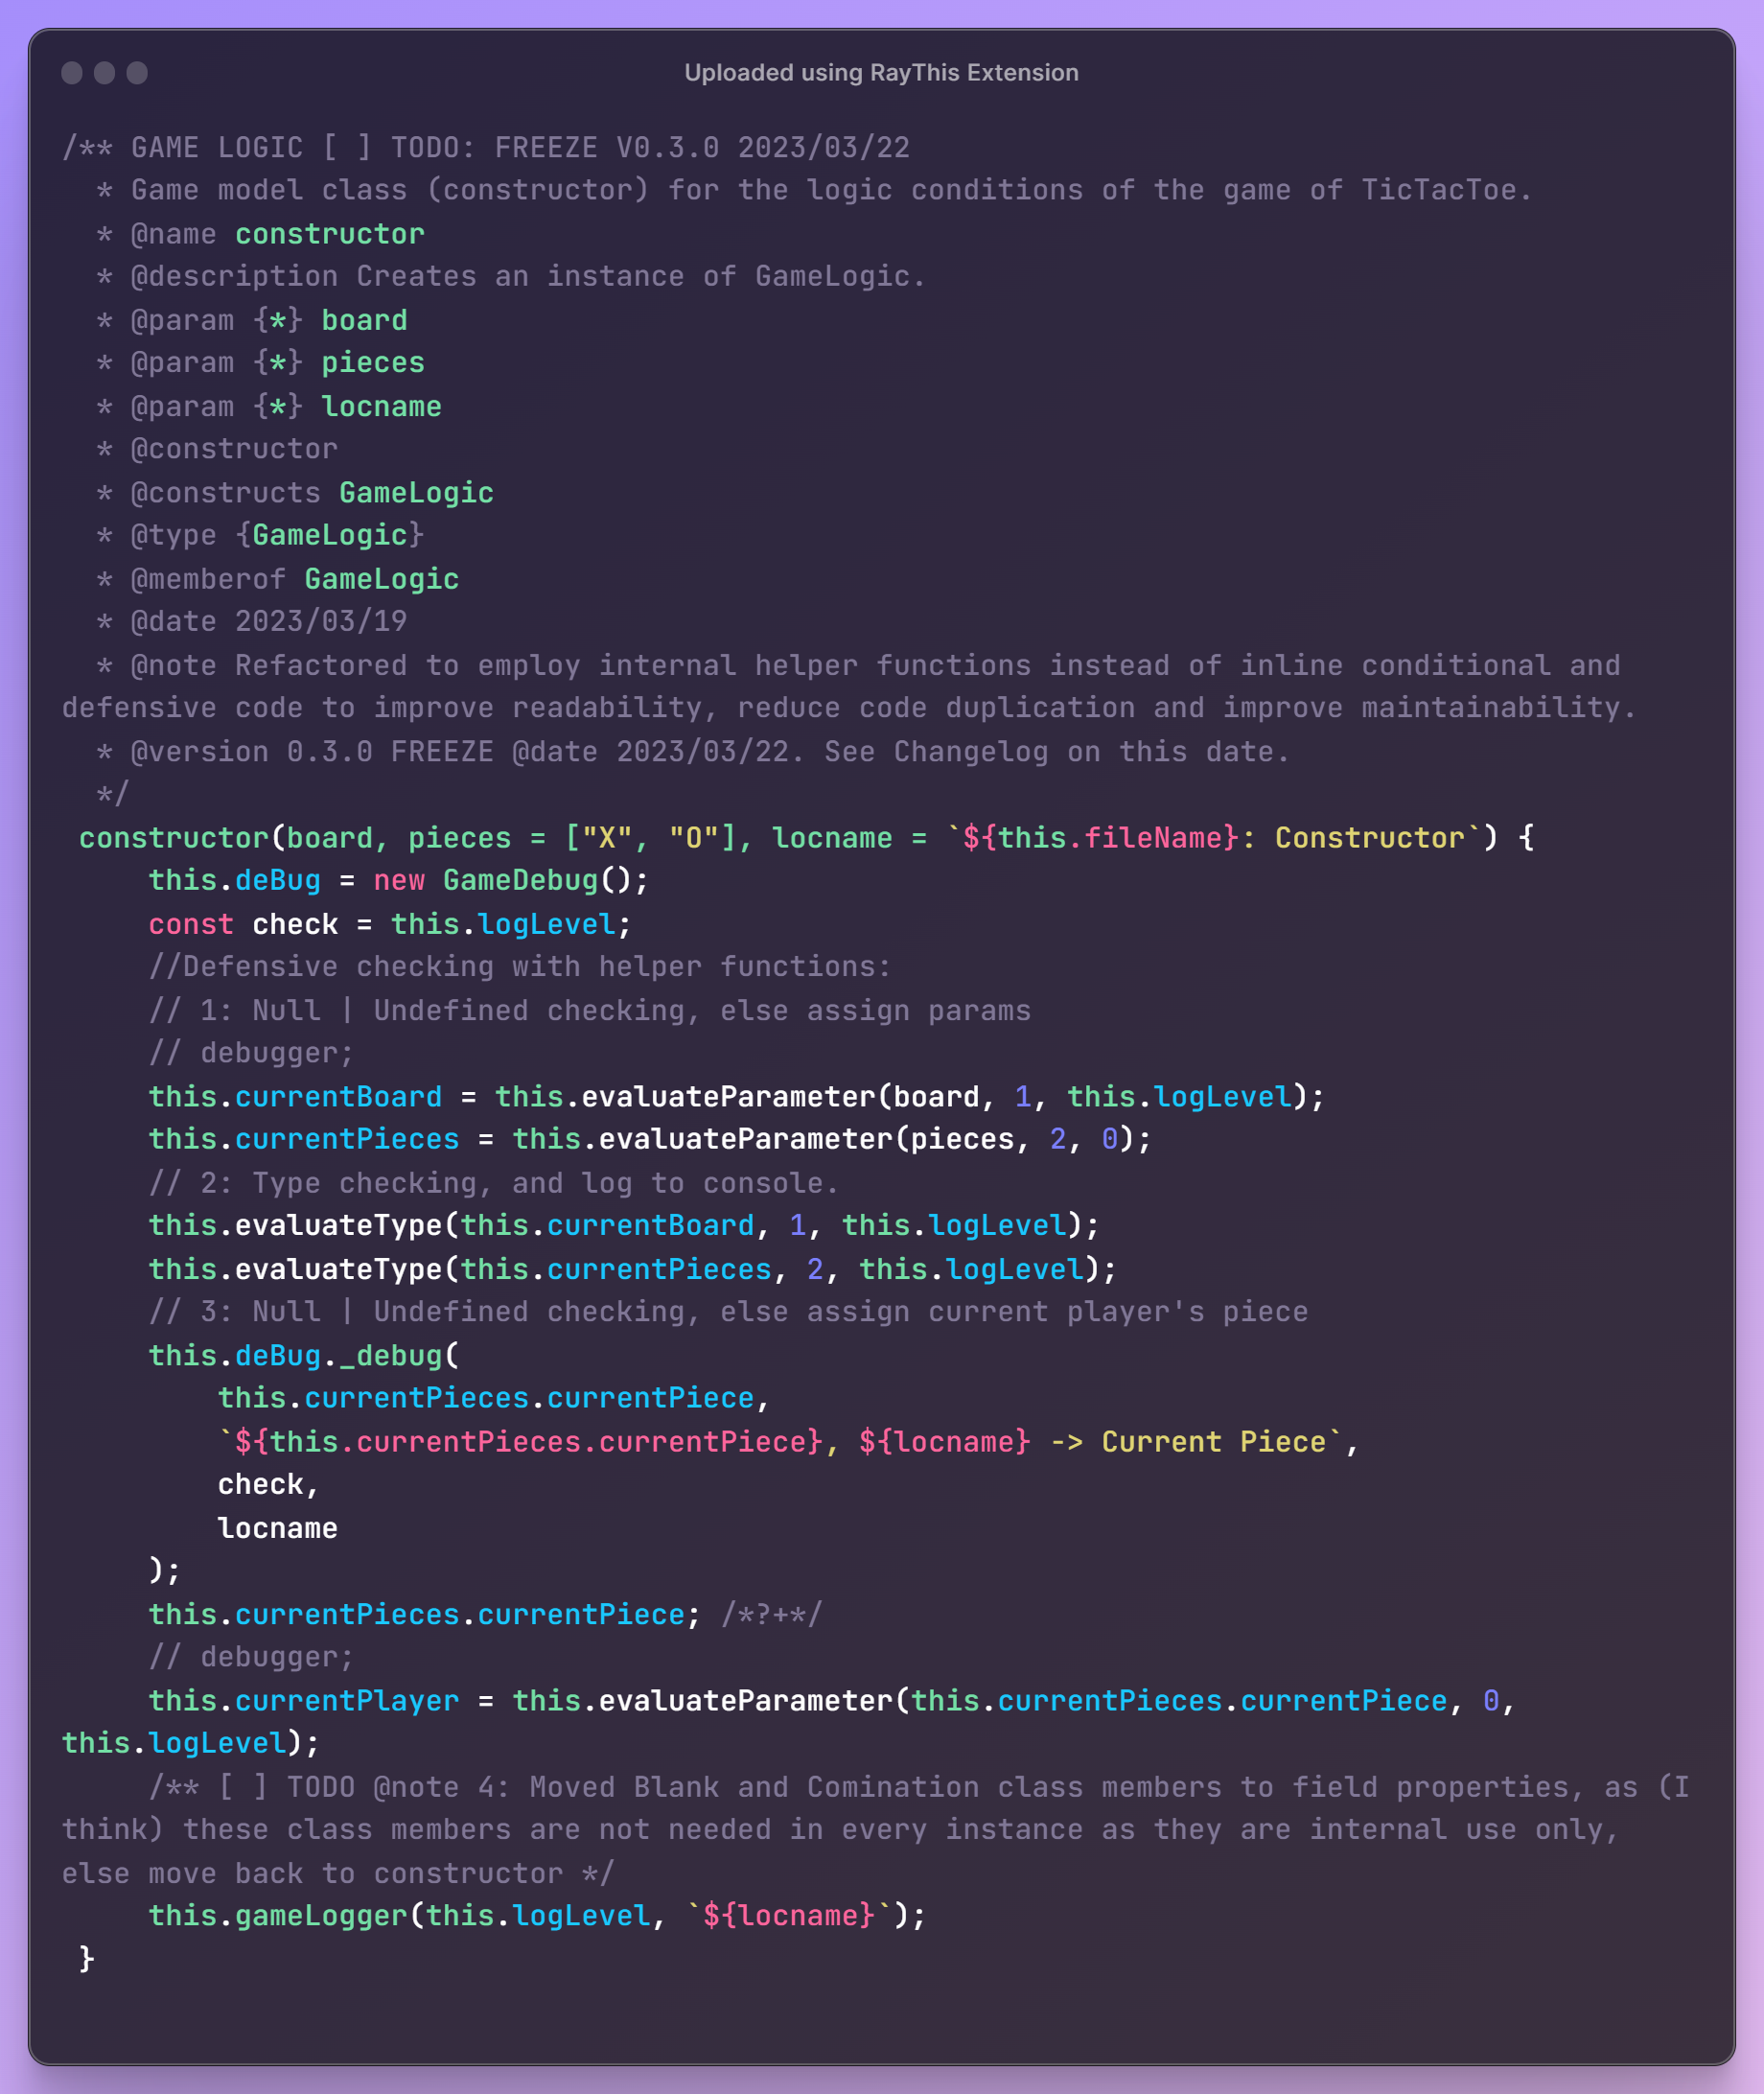 Uploaded using RayThis Extension
/** GAME LOGIC [ ] TODO: FREEZE V0.3.0 2023/03/22
  * Game model class (constructor) for the logic conditions of the game of TicTacToe.
  * @name constructor
  * @description Creates an instance of GameLogic.
  * @param {*} board
  * @param {*} pieces
  * @param {*} locname
  * @constructor
  * @constructs GameLogic
  * @type {GameLogic}
  * @memberof GameLogic
  * @date 2023/03/19
  * @note Refactored to employ internal helper functions instead of inline conditional and
defensive code to improve readability, reduce code duplication and improve maintainability.
  * @version 0.3.0 FREEZE @date 2023/03/22. See Changelog on this date.
  */
 constructor(board, pieces = ["X", "O"], locname = `${this.fileName}: Constructor`) {
     this.deBug = new GameDebug();
     const check = this.logLevel;
     //Defensive checking with helper functions:
     // 1: Null | Undefined checking, else assign params
     // debugger;
     this.currentBoard = this.evaluateParameter(board, 1, this.logLevel);
     this.currentPieces = this.evaluateParameter(pieces, 2, 0);
     // 2: Type checking, and log to console.
     this.evaluateType(this.currentBoard, 1, this.logLevel);
     this.evaluateType(this.currentPieces, 2, this.logLevel);
     // 3: Null | Undefined checking, else assign current player's piece
     this.deBug._debug(
         this.currentPieces.currentPiece,
         `${this.currentPieces.currentPiece}, ${locname} -> Current Piece`,
         check,
         locname
     );
     this.currentPieces.currentPiece; /*?+*/
     // debugger;
     this.currentPlayer = this.evaluateParameter(this.currentPieces.currentPiece, 0,
this.logLevel);
     /** [ ] TODO @note 4: Moved Blank and Comination class members to field properties, as (I
think) these class members are not needed in every instance as they are internal use only,
else move back to constructor */
     this.gameLogger(this.logLevel, `${locname}`);
 }